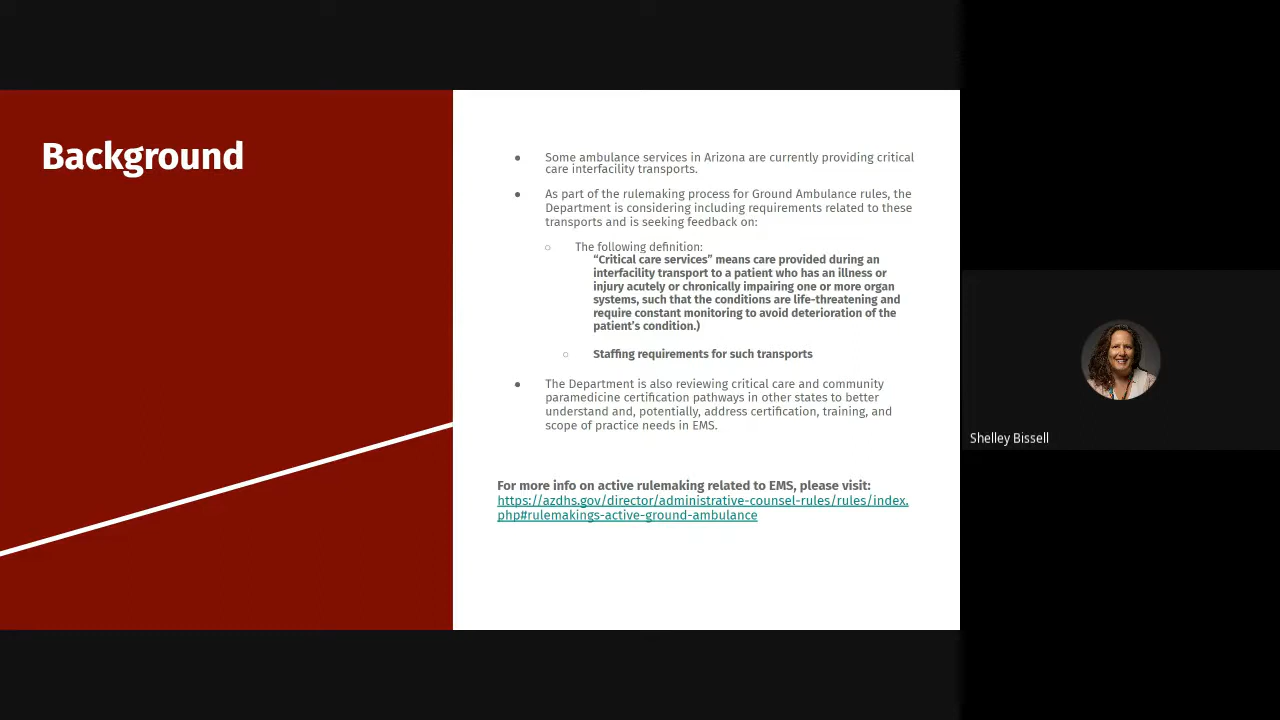 Background
● Some ambulance services in Arizona are currently providing critical
care interfacility transports.
● As part of the rulemaking process for Ground Ambulance rules, the
Department is considering including requirements related to these
transports and is seeking feedback on:
○ The following definition:
“Critical care services” means care provided during an
interfacility transport to a patient who has an illness or
injury acutely or chronically impairing one or more organ
systems, such that the conditions are life-threatening and
require constant monitoring to avoid deterioration of the
patient’s condition.)
○ Staffing requirements for such transports
● The Department is also reviewing critical care and community
paramedicine certification pathways in other states to better
understand and, potentially, address certification, training, and
scope of practice needs in EMS.
For more info on active rulemaking related to EMS, please visit:
https://azdhs.gov/director/administrative-counsel-rules/rules/index.
php#rulemakings-active-ground-ambulance
Shelley Bissell